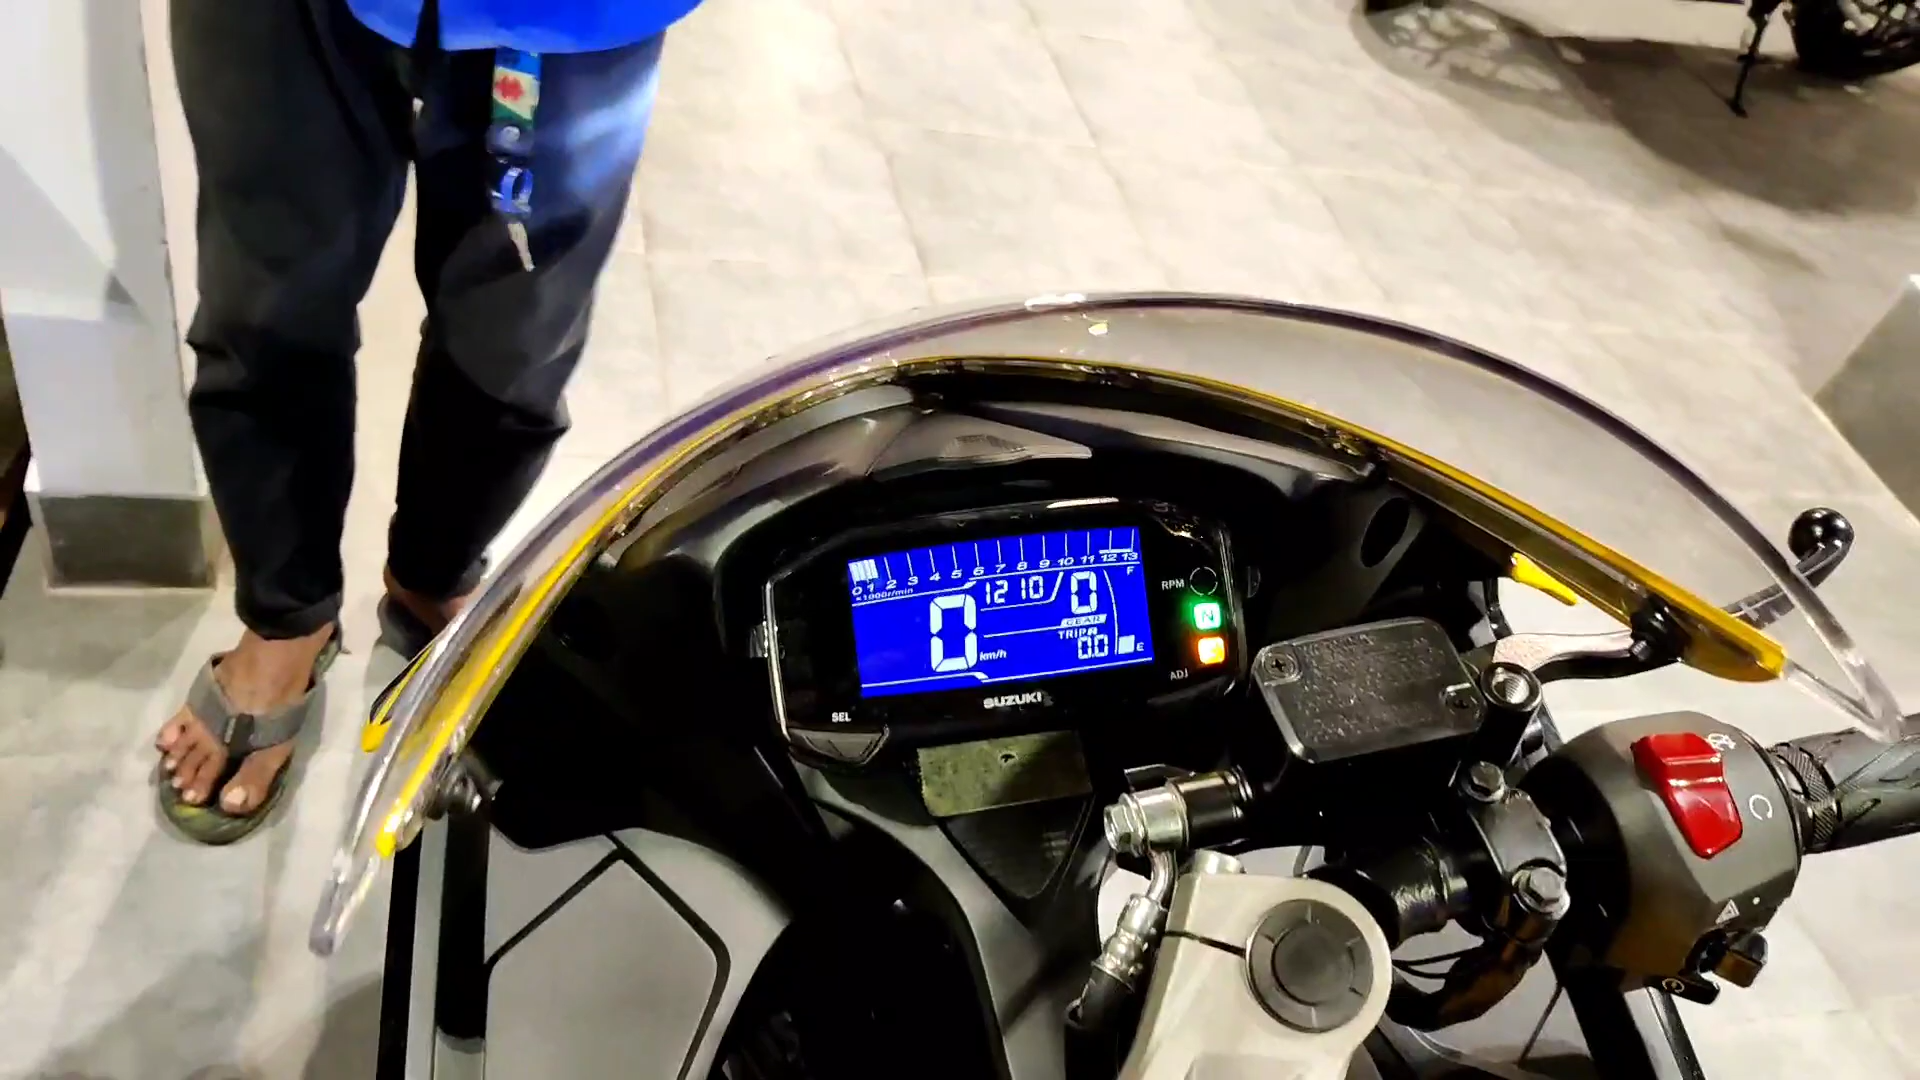 0 1 2 3 4 5 6 7 8 9 10 11 12 13
×1000r/min
12 10
0
GEAR
F
0
km/h
TRIP A
0.0
E
RPM
N
ADJ
SEL
SUZUKI